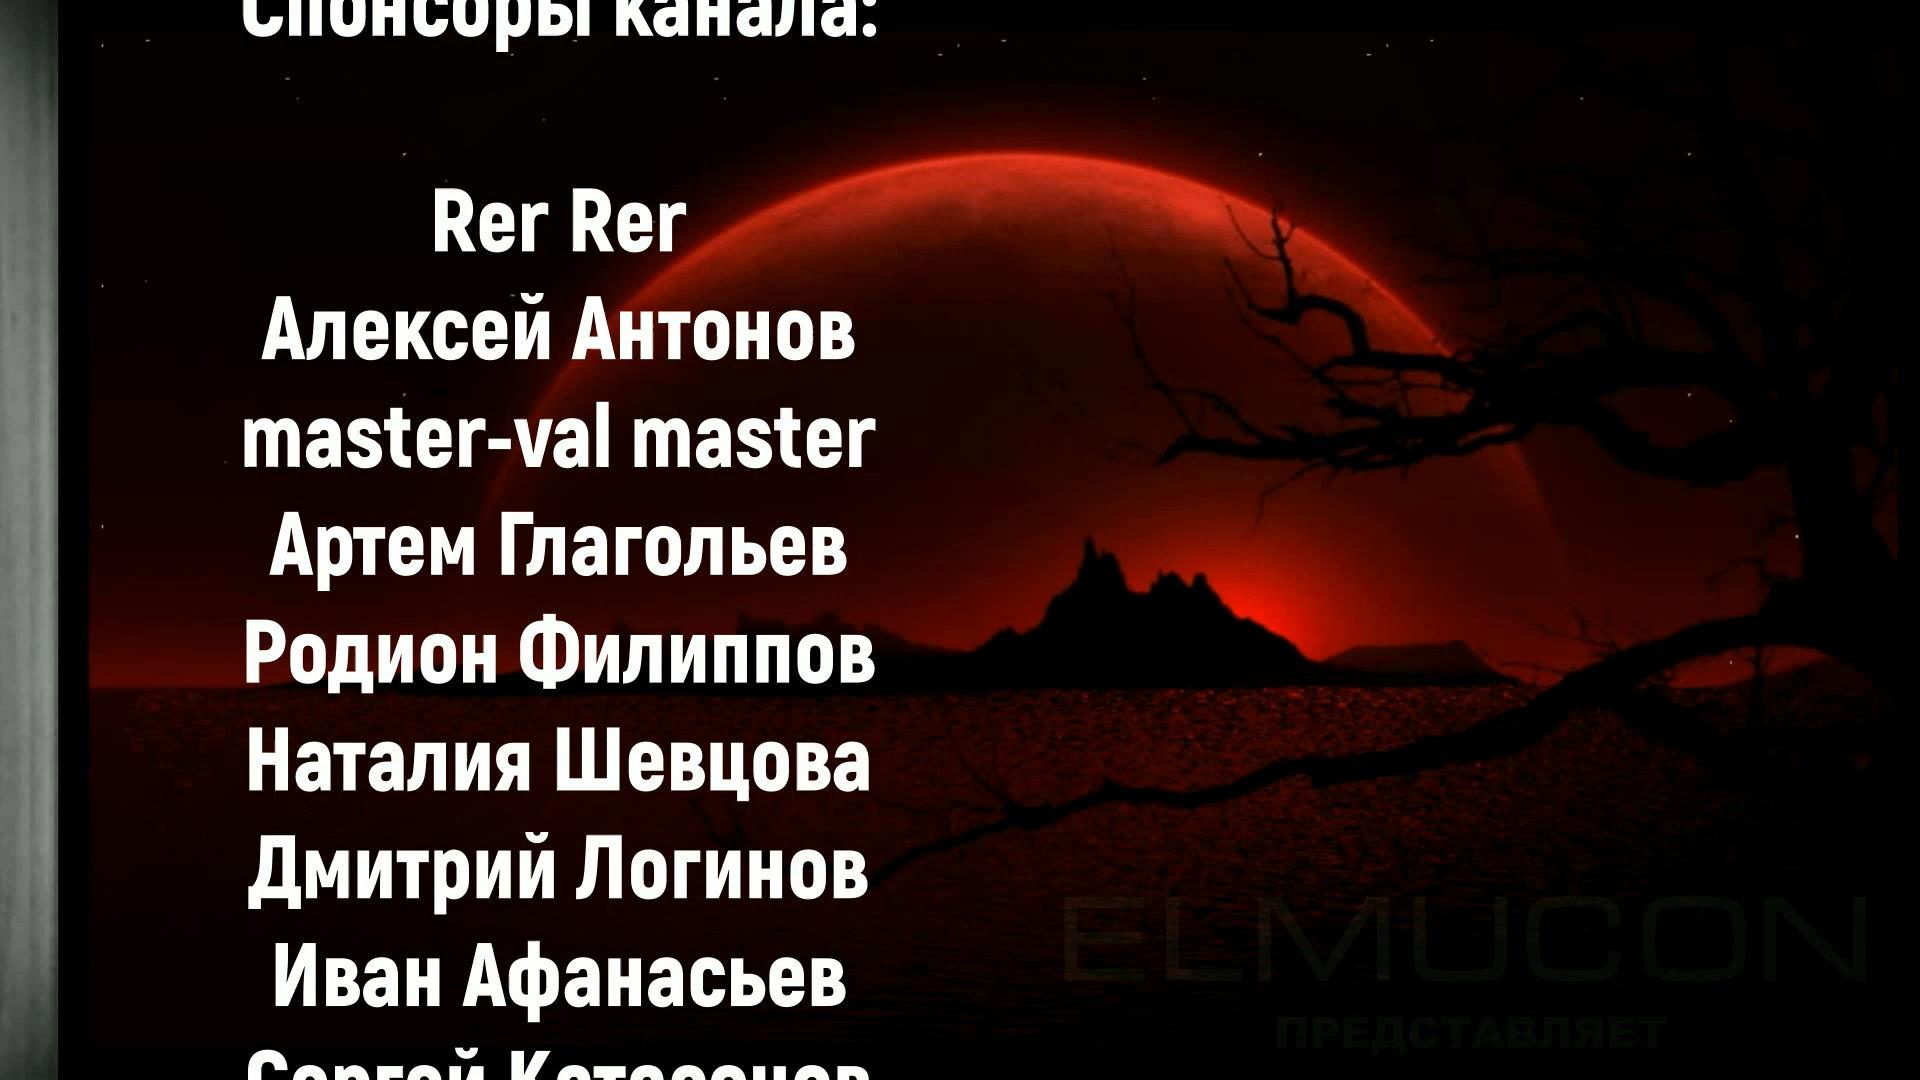 Спонсоры канала:
Rer Rer
Алексей Антонов
master-val master
Артем Глагольев
Родион Филиппов
Наталия Шевцова
Дмитрий Логинов
Иван Афанасьев
Сергей
ELMUCON
ПРЕДСТАВЛЯЕТ